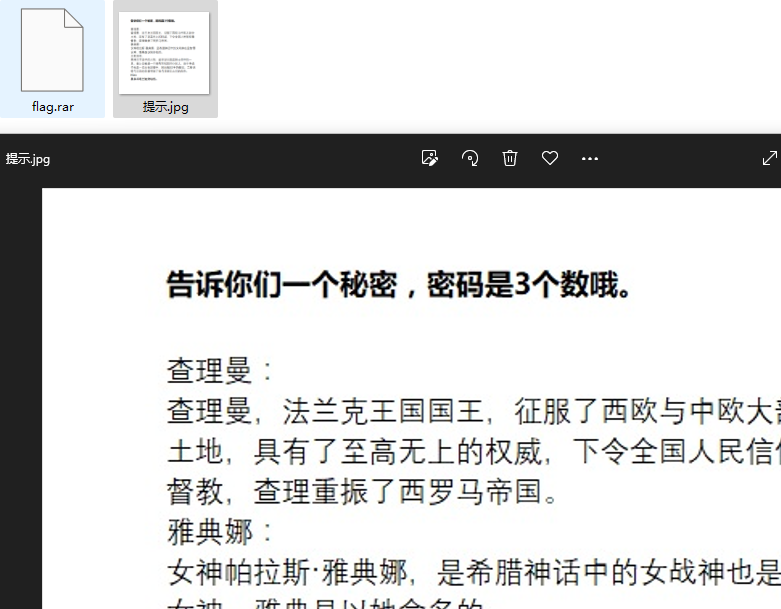 flag.rar
提示.jpg
提示.jpg
告诉你们一个秘密，密码是3个数哦。
查理曼：
查理曼，法兰克王国国王，征服了西欧与中欧大
土地，具有了至高无上的权威，下令全国人民信
督教，查理重振了西罗马帝国。
雅典娜：
女神帕拉斯·雅典娜，是希腊神话中的女战神也是